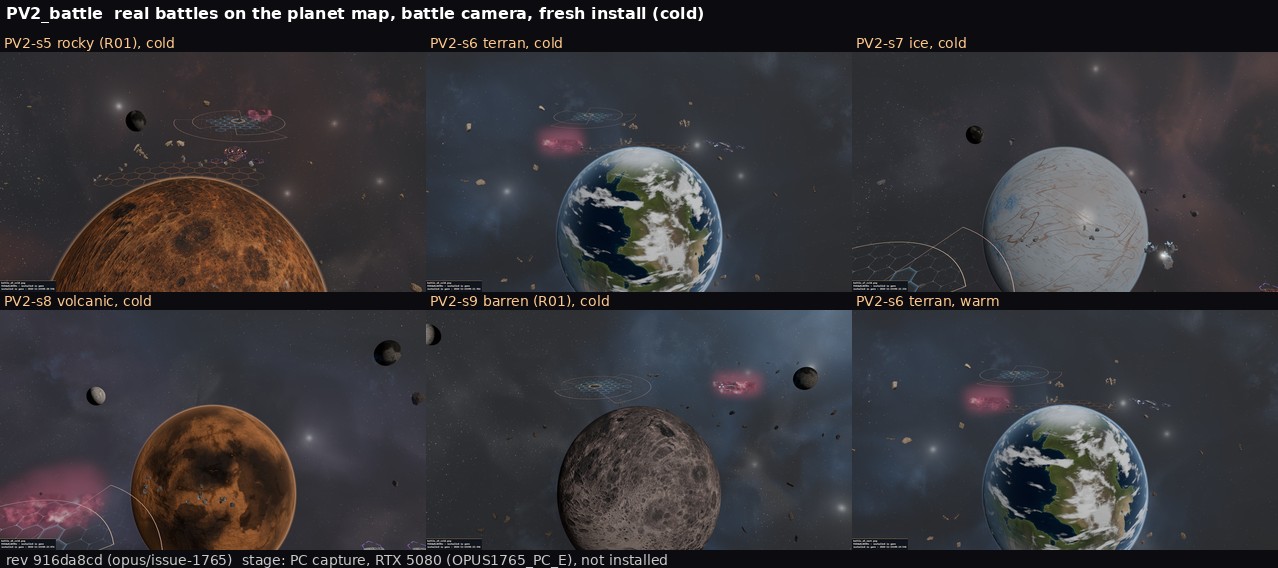 PV2_battle real battles on the planet map, battle camera, fresh install (cold)
PV2-s5 rocky (R01), cold
PV2-s6 terran, cold
PV2-s7 ice, cold
PV2-s8 volcanic, cold
PV2-s9 barren (R01), cold
PV2-s6 terran, warm
rev 916da8cd (opus/issue-1765) stage: PC capture, RTX 5080 (OPUS1765_PC_E), not installed